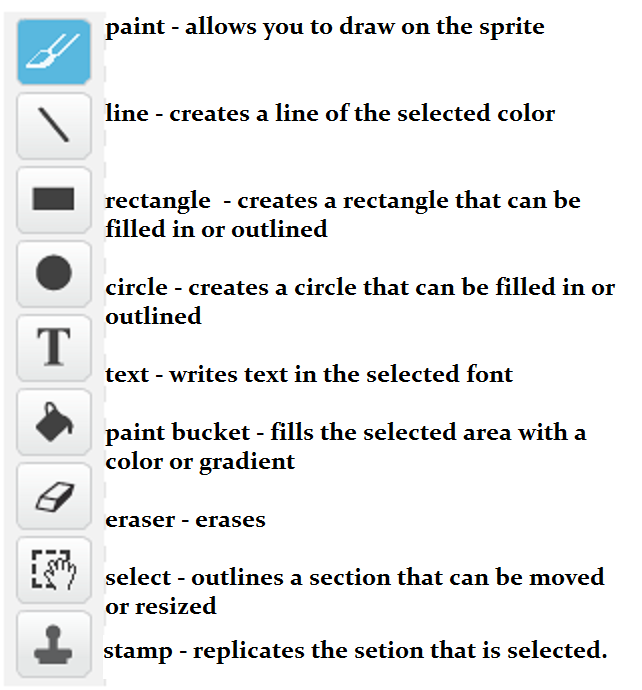 paint - allows you to draw on the sprite
line - creates a line of the selected color
rectangle - creates a rectangle that can be
filled in or outlined
circle - creates a circle that can be filled in or
outlined
T
text - writes text in the selected font
paint bucket - fills the selected area with a
color or gradient
eraser - erases
select - outlines a section that can be moved
or resized
stamp - replicates the setion that is selected.